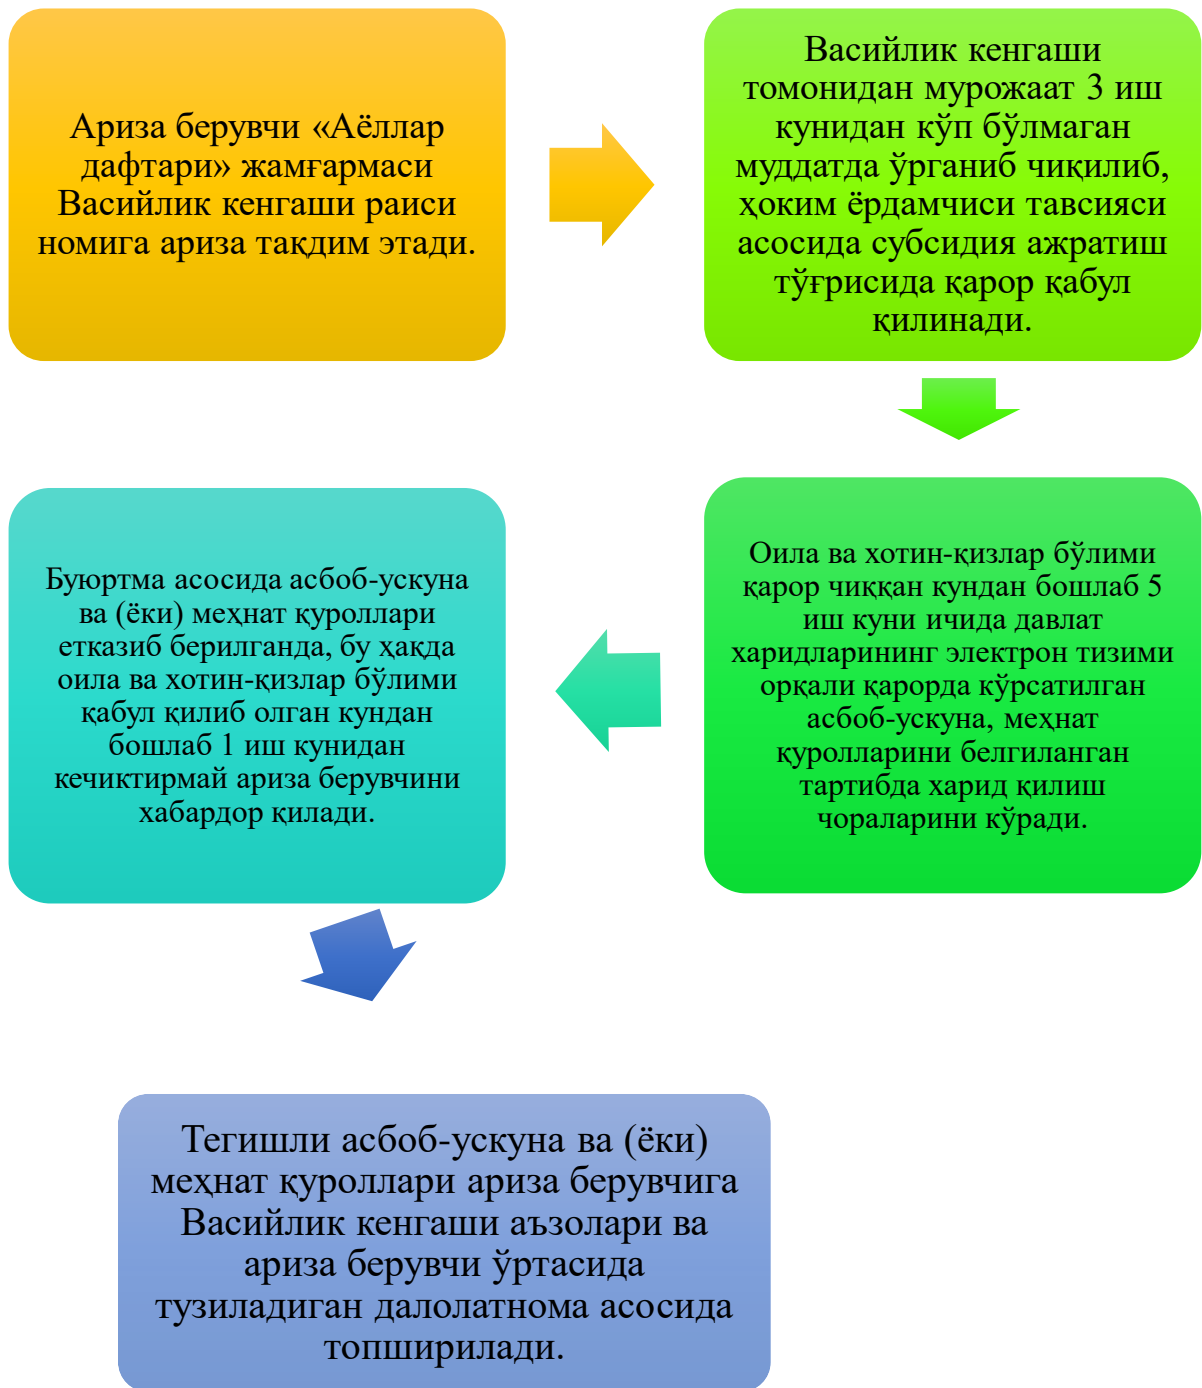 Ариза берувчи «Аёллар
дафтари» жамғармаси
Васийлик кенгаши раиси
номига ариза тақдим этади.
Васийлик кенгаши
томонидан мурожаат 3 иш
кунидан кўп бўлмаган
муддатда ўрганиб чиқилиб,
ҳоким ёрдамчиси тавсияси
асосида субсидия ажратиш
тўғрисида қарор қабул
қилинади.
Оила ва хотин-қизлар бўлими
қарор чиққан кундан бошлаб 5
иш куни ичида давлат
харидларининг электрон тизими
орқали қарорда кўрсатилган
асбоб-ускуна, меҳнат
қуролларини белгиланган
тартибда харид қилиш
чораларини кўради.
Буюртма асосида асбоб-ускуна
ва (ёки) меҳнат қуроллари
етказиб берилганда, бу ҳақда
оила ва хотин-қизлар бўлими
қабул қилиб олган кундан
бошлаб 1 иш кунидан
кечиктирмай ариза берувчини
хабардор қилади.
Тегишли асбоб-ускуна ва (ёки)
меҳнат қуроллари ариза берувчига
Васийлик кенгаши аъзолари ва
ариза берувчи ўртасида
тузиладиган далолатнома асосида
топширилади.